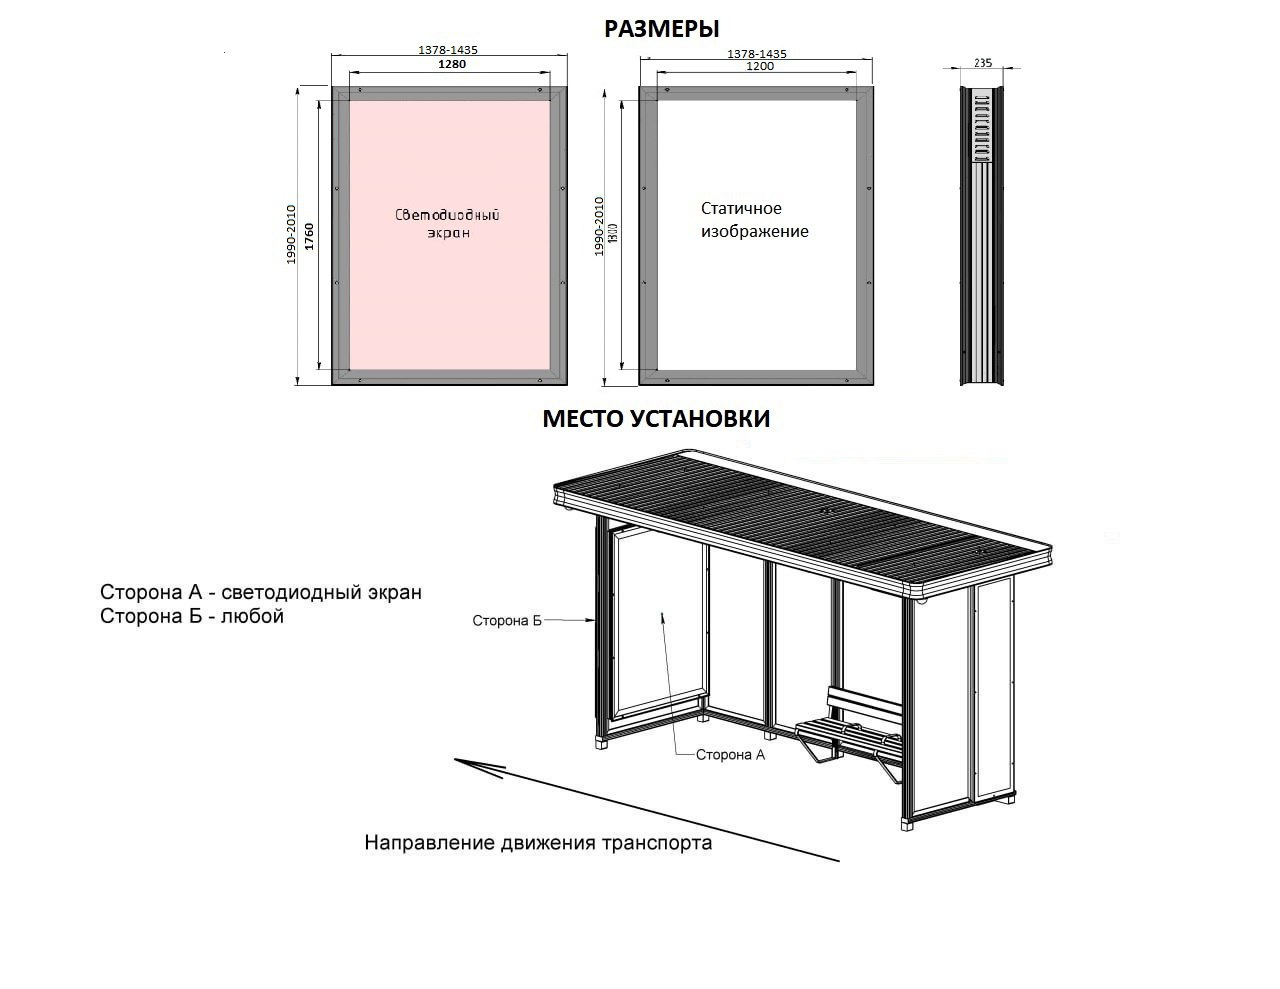 РАЗМЕРЫ
1378-1435
1280
1990-2010
1760
Светодиодный
экран
1378-1435
1200
1990-2010
1800
Статичное
изображение
235
МЕСТО УСТАНОВКИ
Сторона А - светодиодный экран
Сторона Б - любой
Сторона Б
Сторона А
Направление движения транспорта